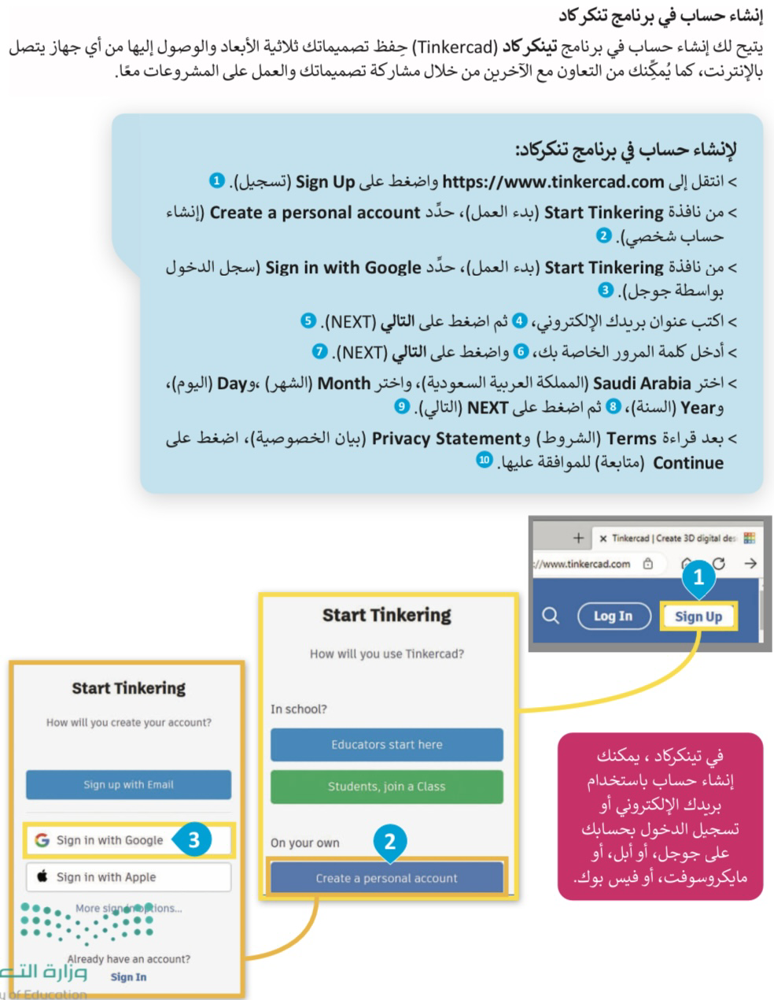 إنشاء حساب في برنامج تنكر كاد
يتيح لك إنشاء حساب في برنامج تينكر كاد (Tinkercad) حِفظ تصميماتك ثلاثية الأبعاد والوصول إليها من أي جهاز يتصل
بالإنترنت، كما يُمكِّنك من التعاون مع الآخرين من خلال مشاركة تصميماتك والعمل على المشروعات معًا.
لإنشاء حساب في برنامج تنكركاد:
> انتقل إلى https://www.tinkercad.com واضغط على Sign Up (تسجيل). 1
> من نافذة Start Tinkering (بدء العمل)، حدِّد Create a personal account (إنشاء
حساب شخصي). 2
> من نافذة Start Tinkering (بدء العمل)، حدِّد Sign in with Google (سجل الدخول
بواسطة جوجل). 3
> اكتب عنوان بريدك الإلكتروني، 4 ثم اضغط على التالي (NEXT). 5
> أدخل كلمة المرور الخاصة بك، 6 واضغط على التالي (NEXT). 7
> اختر Saudi Arabia (المملكة العربية السعودية)، واختر Month (الشهر) ،وDay (اليوم)،
وYear (السنة)، 8 ثم اضغط على NEXT (التالي). 9
> بعد قراءة Terms (الشروط) وPrivacy Statement (بيان الخصوصية)، اضغط على
Continue (متابعة) للموافقة عليها. 10
+ × Tinkercad | Create 3D digital des
://www.tinkercad.com
1
Log In Sign Up
Start Tinkering
How will you use Tinkercad?
In school?
Educators start here
Students, join a Class
On your own
2
Create a personal account
في تينكركاد ، يمكنك
إنشاء حساب باستخدام
بريدك الإلكتروني أو
تسجيل الدخول بحسابك
على جوجل، أو أبل، أو
مايكروسوفت، أو فيس بوك.
Start Tinkering
How will you create your account?
Sign up with Email
Sign in with Google 3
Sign in with Apple
More sign in options...
Already have an account?
Sign In
وزارة التـع
y of Education